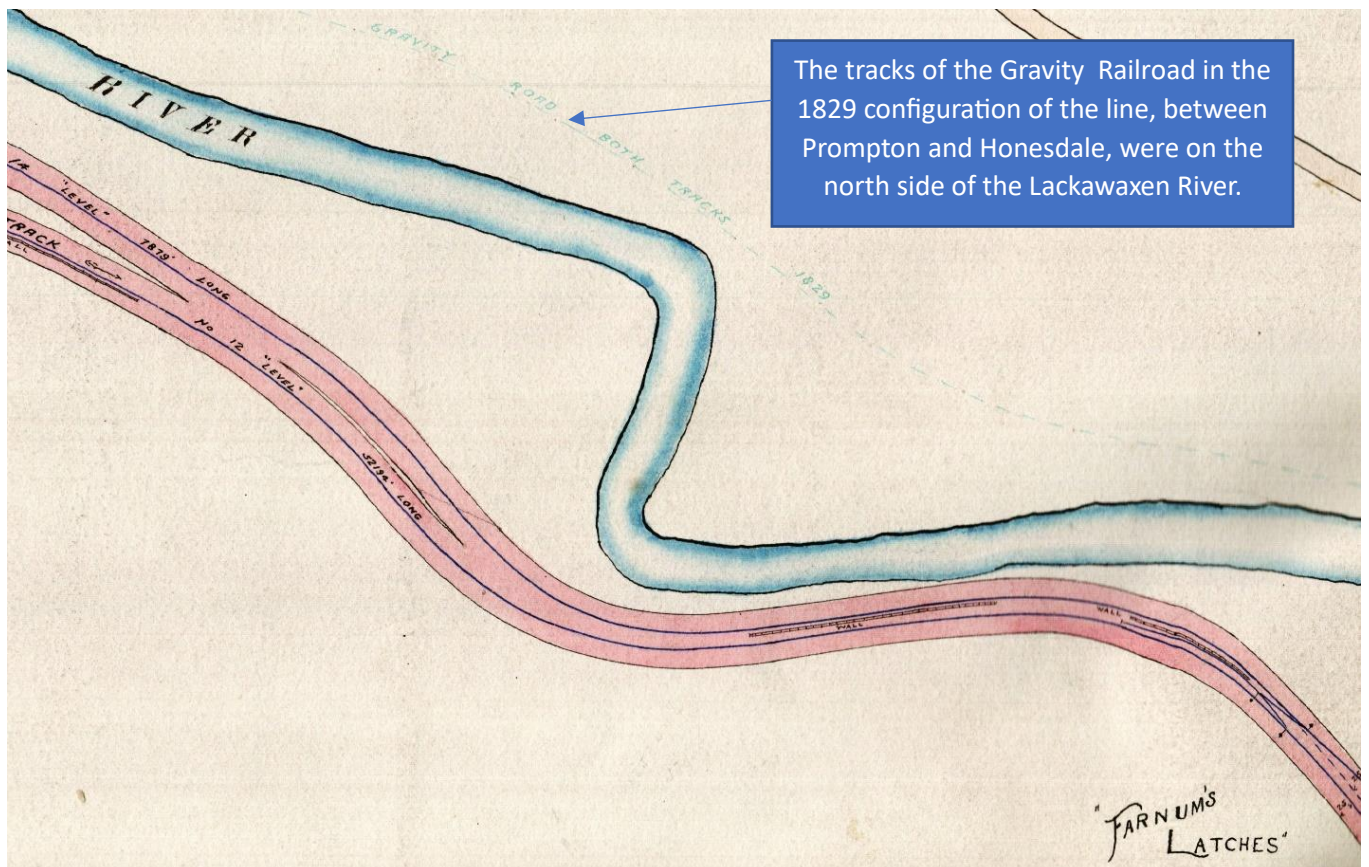 GRAVITY ROAD BOTH TRACKS 1829
The tracks of the Gravity Railroad in the
1829 configuration of the line, between
Prompton and Honesdale, were on the
north side of the Lackawaxen River.
RIVER
14 "LEVEL" 7879' LONG
TRACK
No 12 "LEVEL" LONG
WALL
WALL
"FARNUM'S
LATCHES"